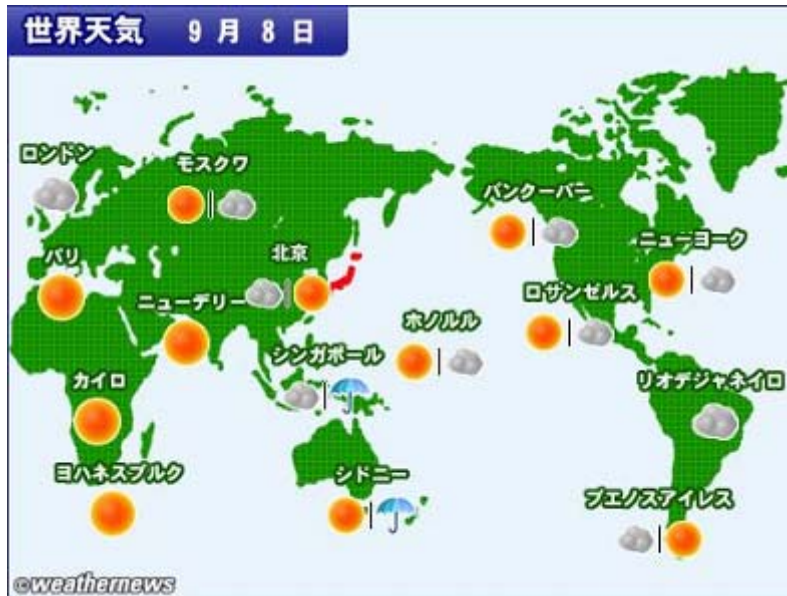 世界天気 9月8日
ロンドン
モスクワ
バンクーバー
ニューヨーク
パリ
北京
ニューデリー
ロサンゼルス
ホノルル
シンガポール
カイロ
リオデジャネイロ
ヨハネスブルク
シドニー
ブエノスアイレス
©weathernews